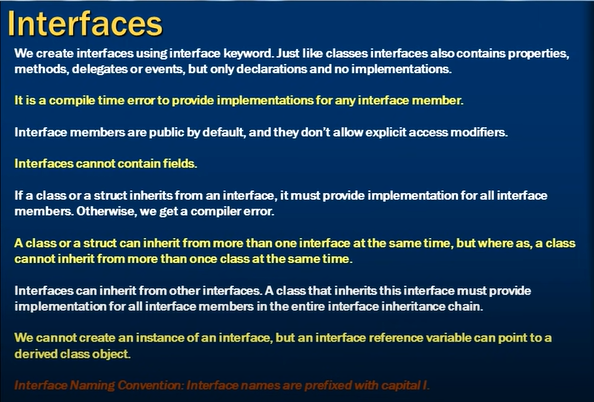 Interfaces
We create interfaces using interface keyword. Just like classes interfaces also contains properties,
methods, delegates or events, but only declarations and no implementations.
It is a compile time error to provide implementations for any interface member.
Interface members are public by default, and they don't allow explicit access modifiers.
Interfaces cannot contain fields.
If a class or a struct inherits from an interface, it must provide implementation for all interface
members. Otherwise, we get a compiler error.
A class or a struct can inherit from more than one interface at the same time, but where as, a class
cannot inherit from more than once class at the same time.
Interfaces can inherit from other interfaces. A class that inherits this interface must provide
implementation for all interface members in the entire interface inheritance chain.
We cannot create an instance of an interface, but an interface reference variable can point to a
derived class object.
Interface Naming Convention: Interface names are prefixed with capital I.